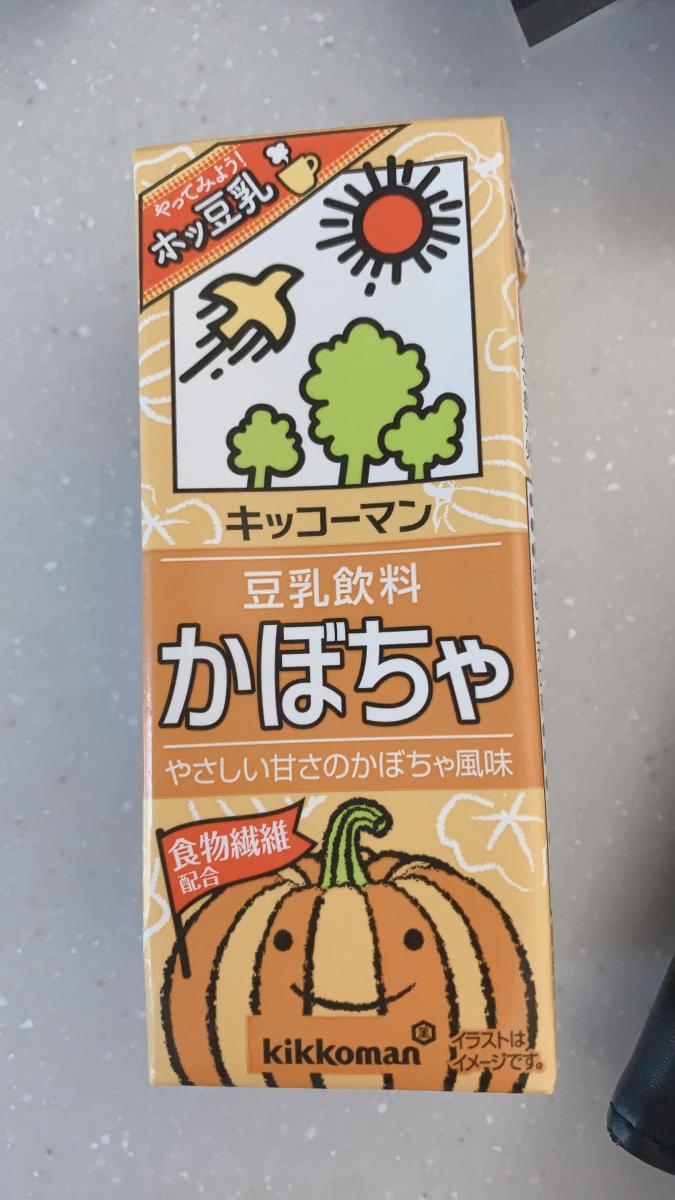 やってみよう!
ホッ豆乳
キッコーマン
豆乳飲料
かぼちゃ
やさしい甘さのかぼちゃ風味
食物繊維
配合
kikkoman
イラストは
イメージです。